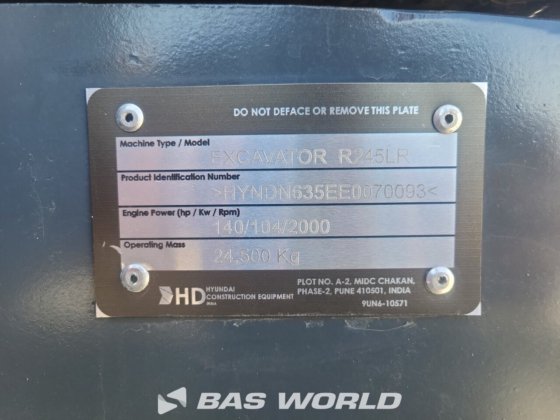 DO NOT DEFACE OR REMOVE THIS PLATE
Machine Type / Model
EXCAVATOR R245LR
Product Identification Number
>HYNDN635EE0070093<
Engine Power (hp / Kw / Rpm)
140/104/2000
Operating Mass
24,500 Kg
HD HYUNDAI
CONSTRUCTION EQUIPMENT
INDIA
PLOT NO. A-2, MIDC CHAKAN,
PHASE-2, PUNE 410501, INDIA
9UN6-10571
BAS WORLD